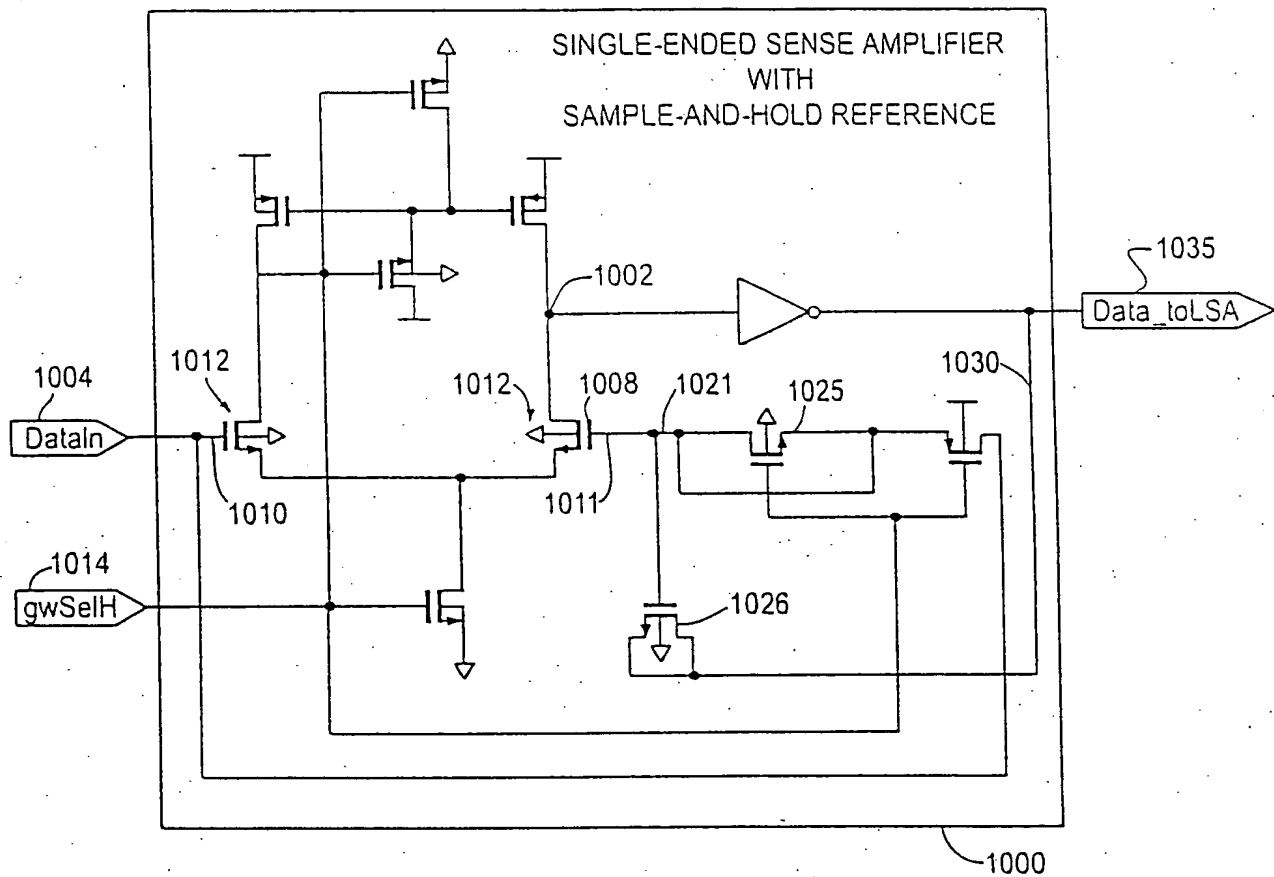 SINGLE-ENDED SENSE AMPLIFIER
WITH
SAMPLE-AND-HOLD REFERENCE
1002
1035
Data_toLSA
1004
1012
1012
1008
1021
1025
1030
DataIn
1010
1011
1014
gwSelH
1026
1000